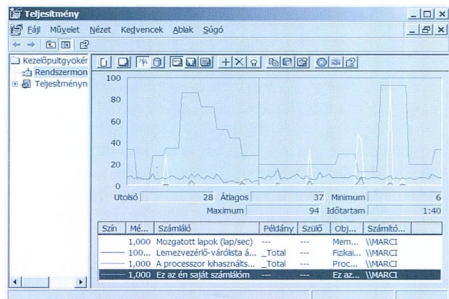 Teljesítmény
Fájl Művelet Nézet Kedvencek Ablak Súgó
Kezelőpultgyökér
Rendszermon
Teljesítményn
100
80
60
40
20
0
Utolsó 28 Átlagos 37 Minimum 6
Maximum 94 Időtartam 1:40
Szín Mé... Számláló Példány Szülő Obj... Számító...
1,000 Mozgatott lapok (lap/sec) --- --- Mem... \\MARCI
100... Lemezvezérlő-várólista á... _Total --- Fizikai... \\MARCI
1,000 A processzor kihasználts... _Total --- Proc... \\MARCI
1,000 Ez az én saját számlálóm --- --- Ez az... \\MARCI